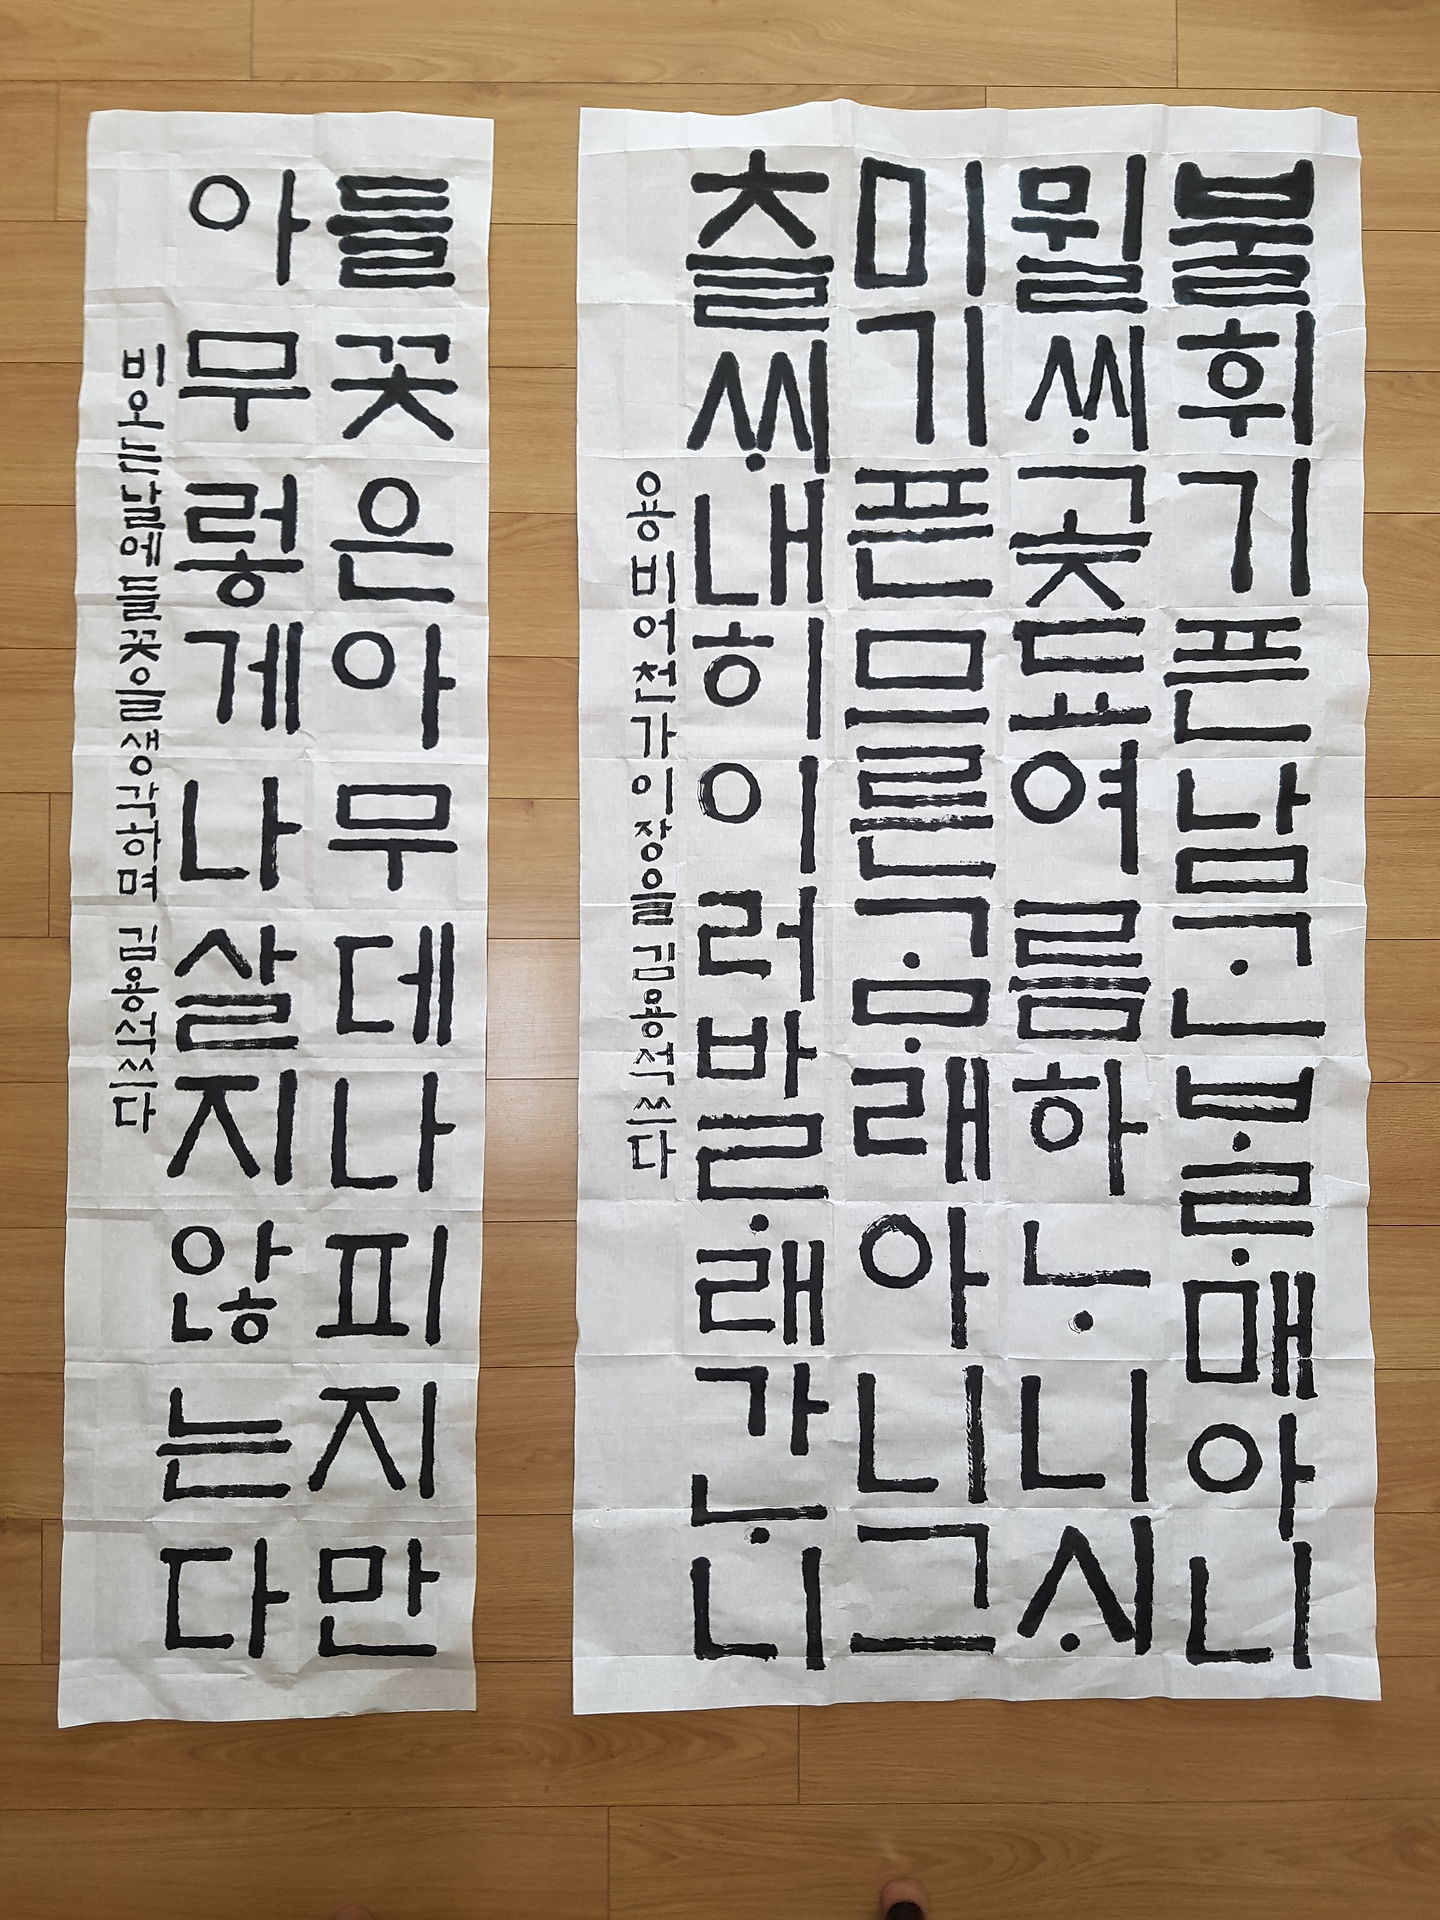 불휘기픈남ᄀᆞᆫᄇᆞᄅᆞ매아니
뮐ᄊᆡ곶됴여름하ᄂᆞ니ᄉᆡ
미기픈므른ᄀᆞᄆᆞ래아니그
츨ᄊᆡ내히이러바ᄅᆞ래가ᄂᆞ니
용비어천가이장을김용적쓰다
들꽃은아무데나피지만
아무렇게나살지않는다
비오는날에들꽃을생각하며 김용적쓰다